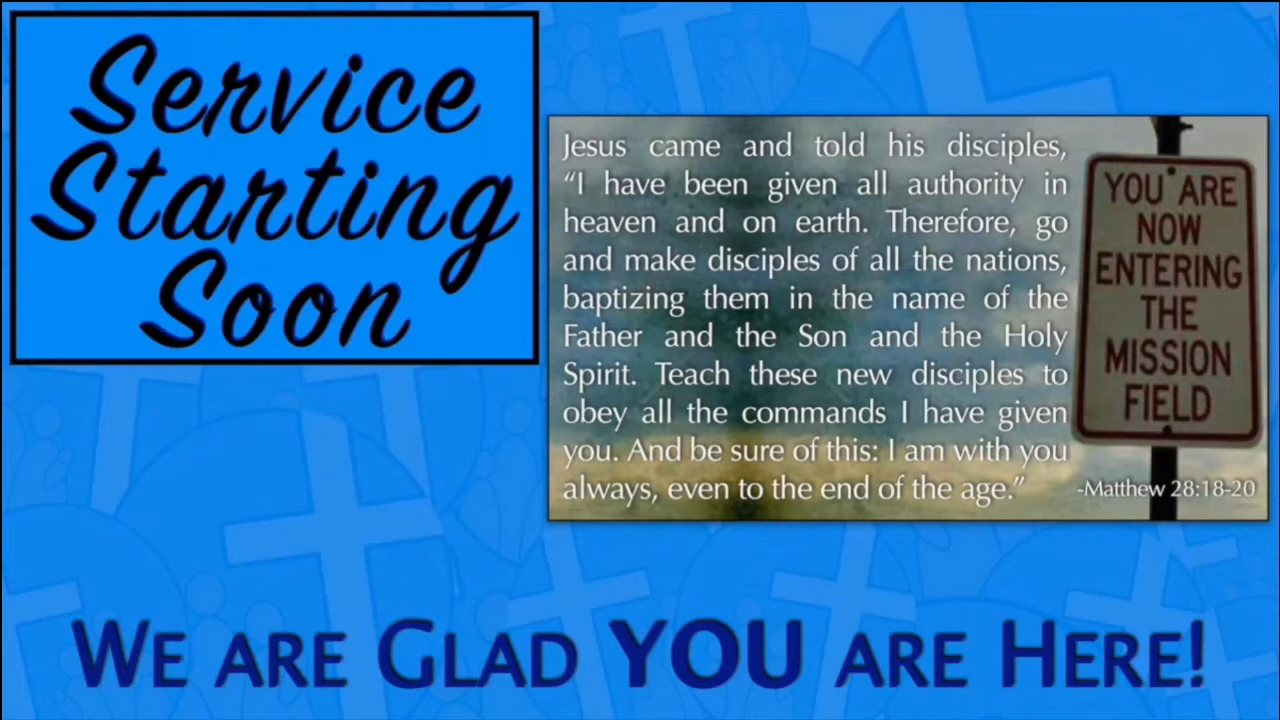 Service
Starting
Soon
Jesus came and told his disciples,
“I have been given all authority in
heaven and on earth. Therefore, go
and make disciples of all the nations,
baptizing them in the name of the
Father and the Son and the Holy
Spirit. Teach these new disciples to
obey all the commands I have given
you. And be sure of this: I am with you
always, even to the end of the age.”
-Matthew 28:18-20
YOU ARE
NOW
ENTERING
THE
MISSION
FIELD
WE ARE GLAD YOU ARE HERE!